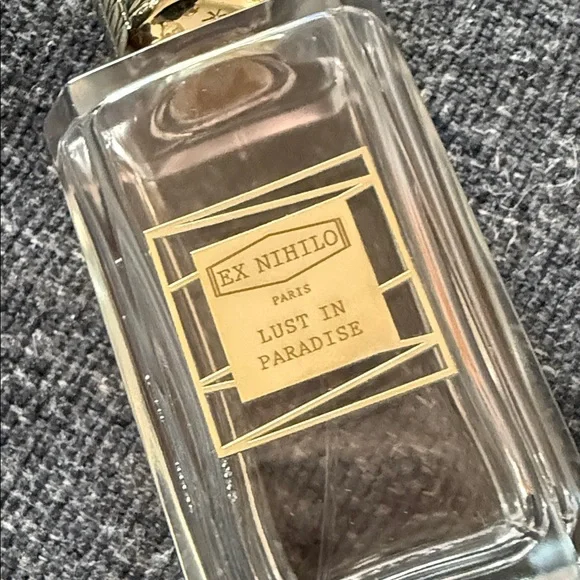 EX NIHILO
PARIS
LUST IN
PARADISE